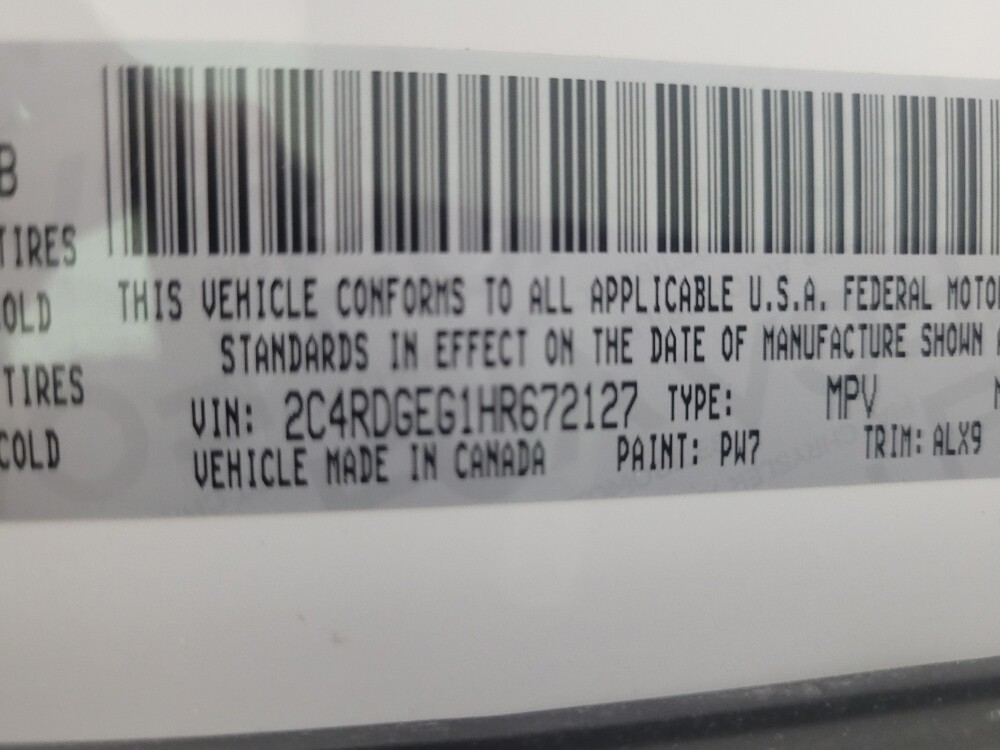 B
TIRES
OLD
TIRES
COLD
THIS VEHICLE CONFORMS TO ALL APPLICABLE U.S.A. FEDERAL MOTO
STANDARDS IN EFFECT ON THE DATE OF MANUFACTURE SHOWN
VIN: 2C4RDGEG1HR672127 TYPE: MPV
VEHICLE MADE IN CANADA PAINT: PW7 TRIM: ALX9